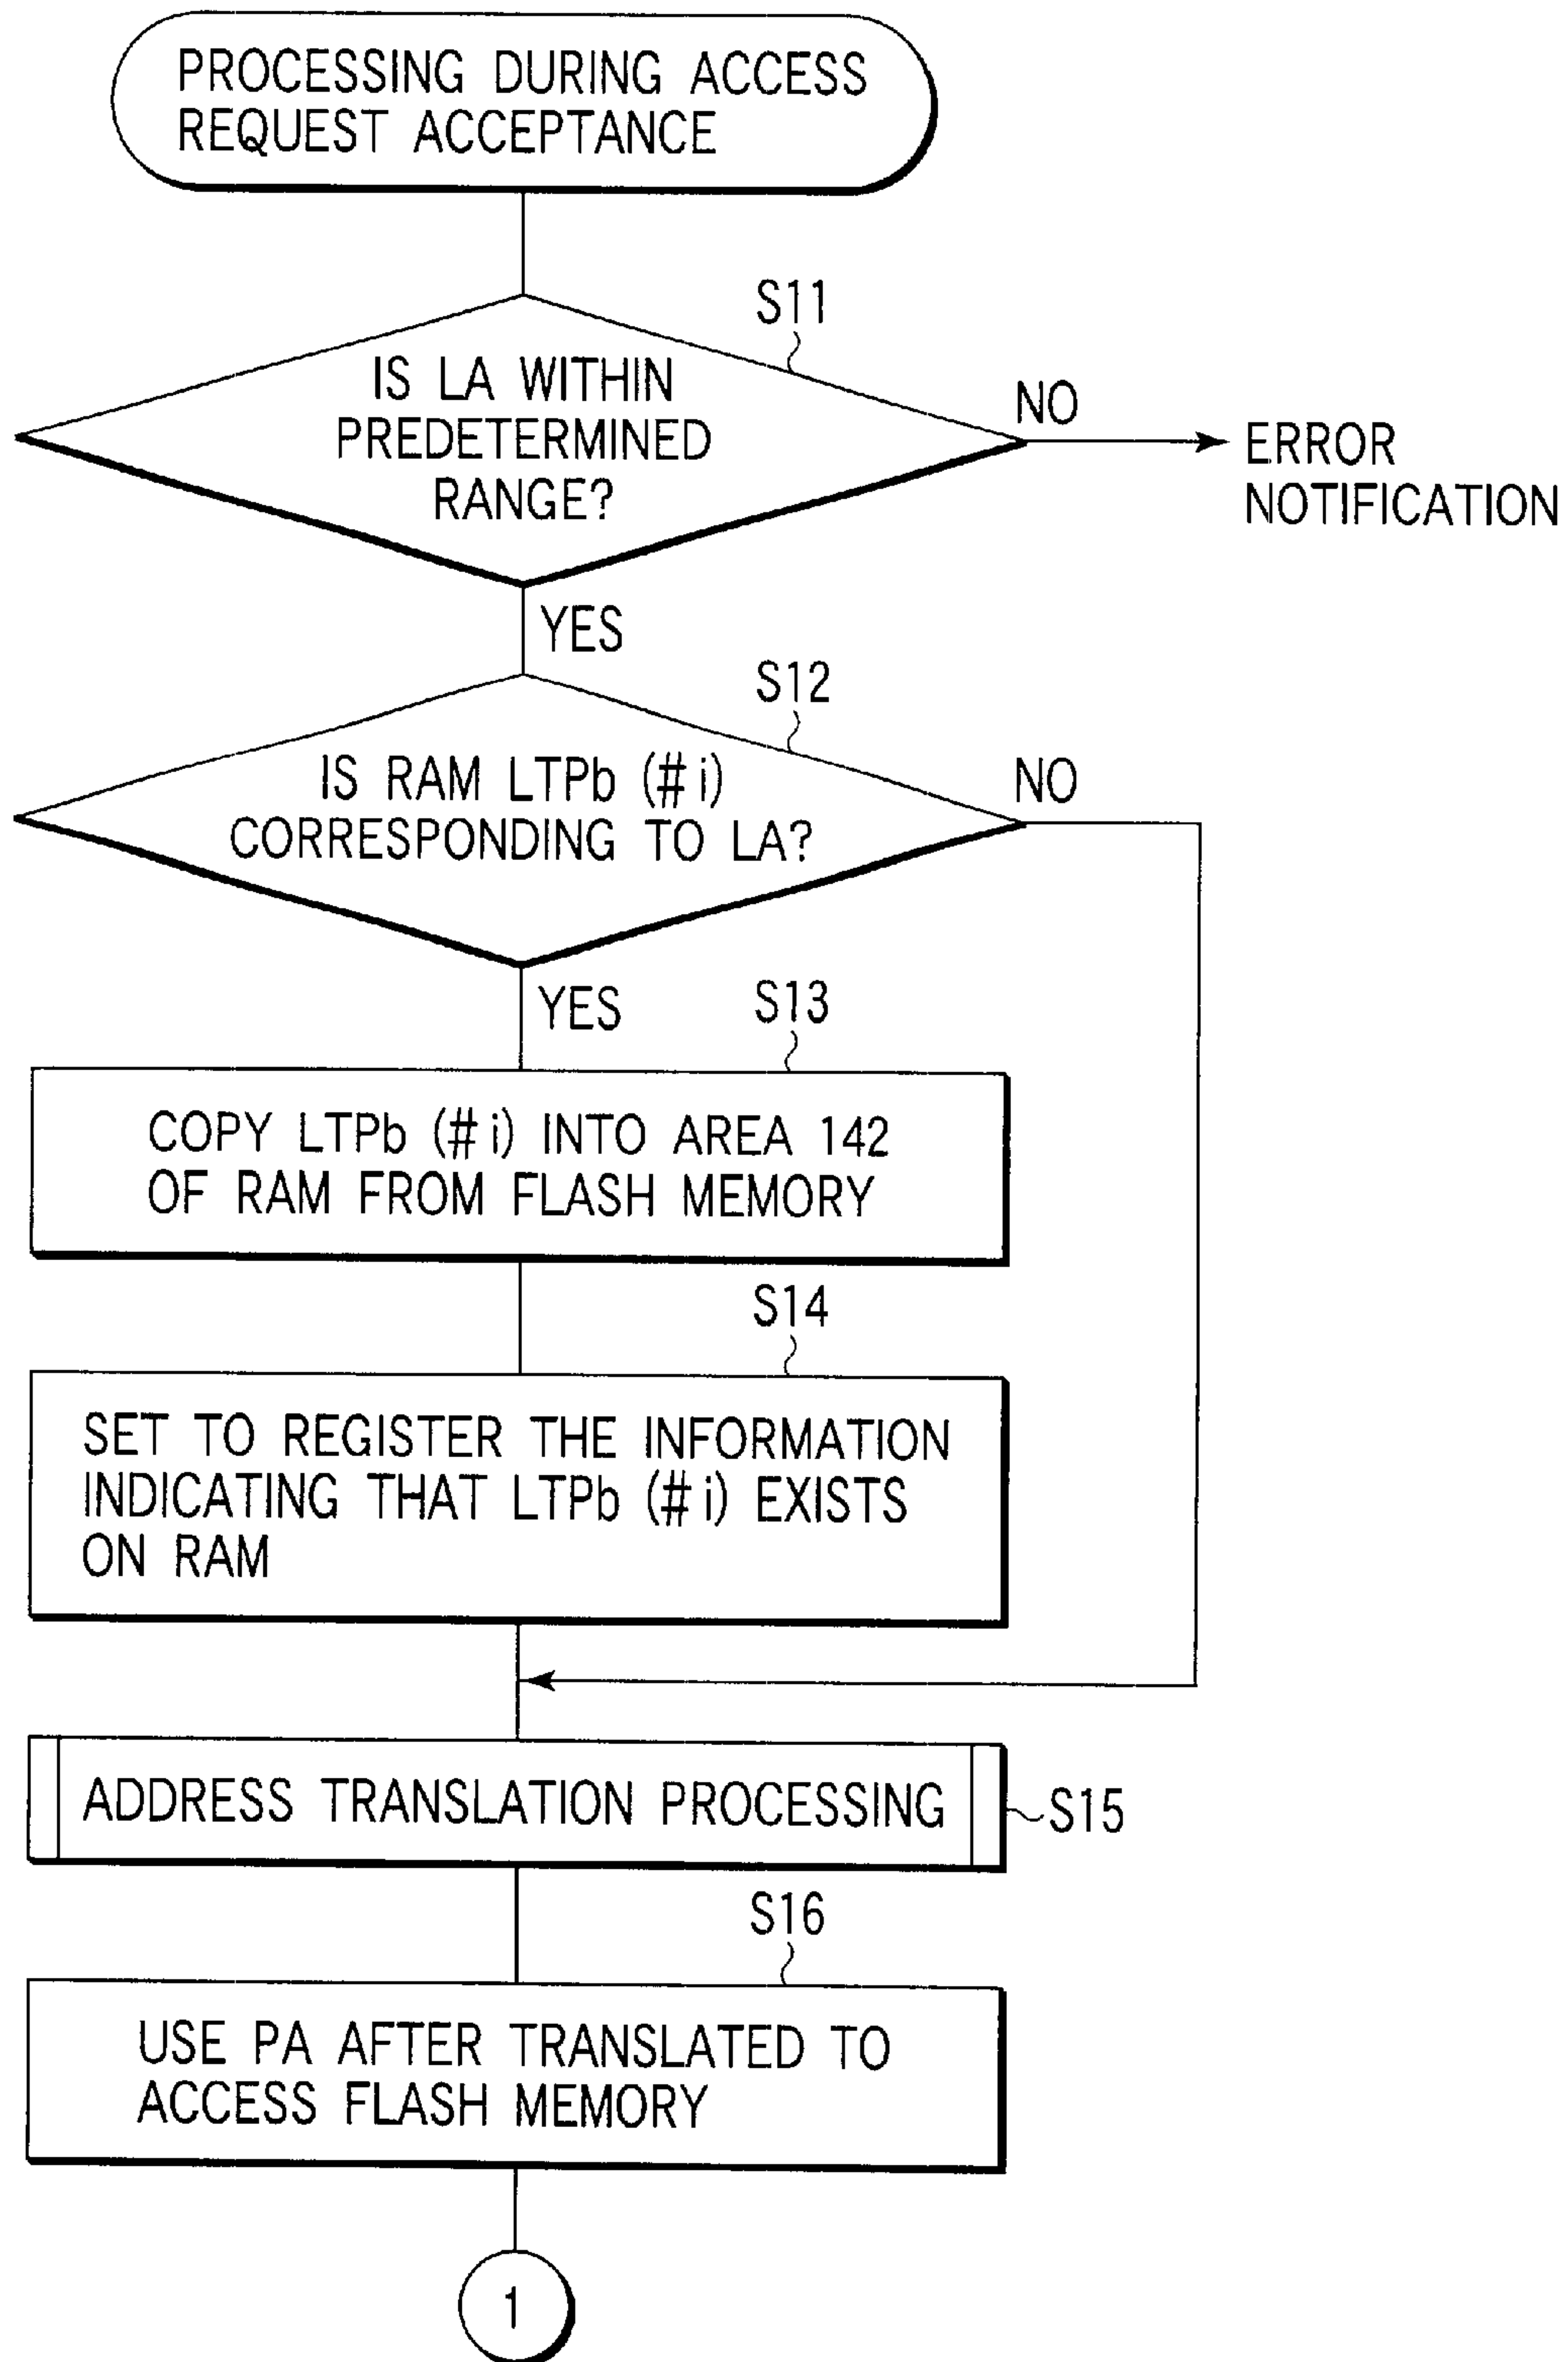 PROCESSING DURING ACCESS
REQUEST ACCEPTANCE
S11
IS LA WITHIN
PREDETERMINED
RANGE?
NO
ERROR
NOTIFICATION
YES
S12
IS RAM LTPb (#i)
CORRESPONDING TO LA?
NO
YES
S13
COPY LTPb (#i) INTO AREA 142
OF RAM FROM FLASH MEMORY
S14
SET TO REGISTER THE INFORMATION
INDICATING THAT LTPb (#i) EXISTS
ON RAM
ADDRESS TRANSLATION PROCESSING
S15
S16
USE PA AFTER TRANSLATED TO
ACCESS FLASH MEMORY
1